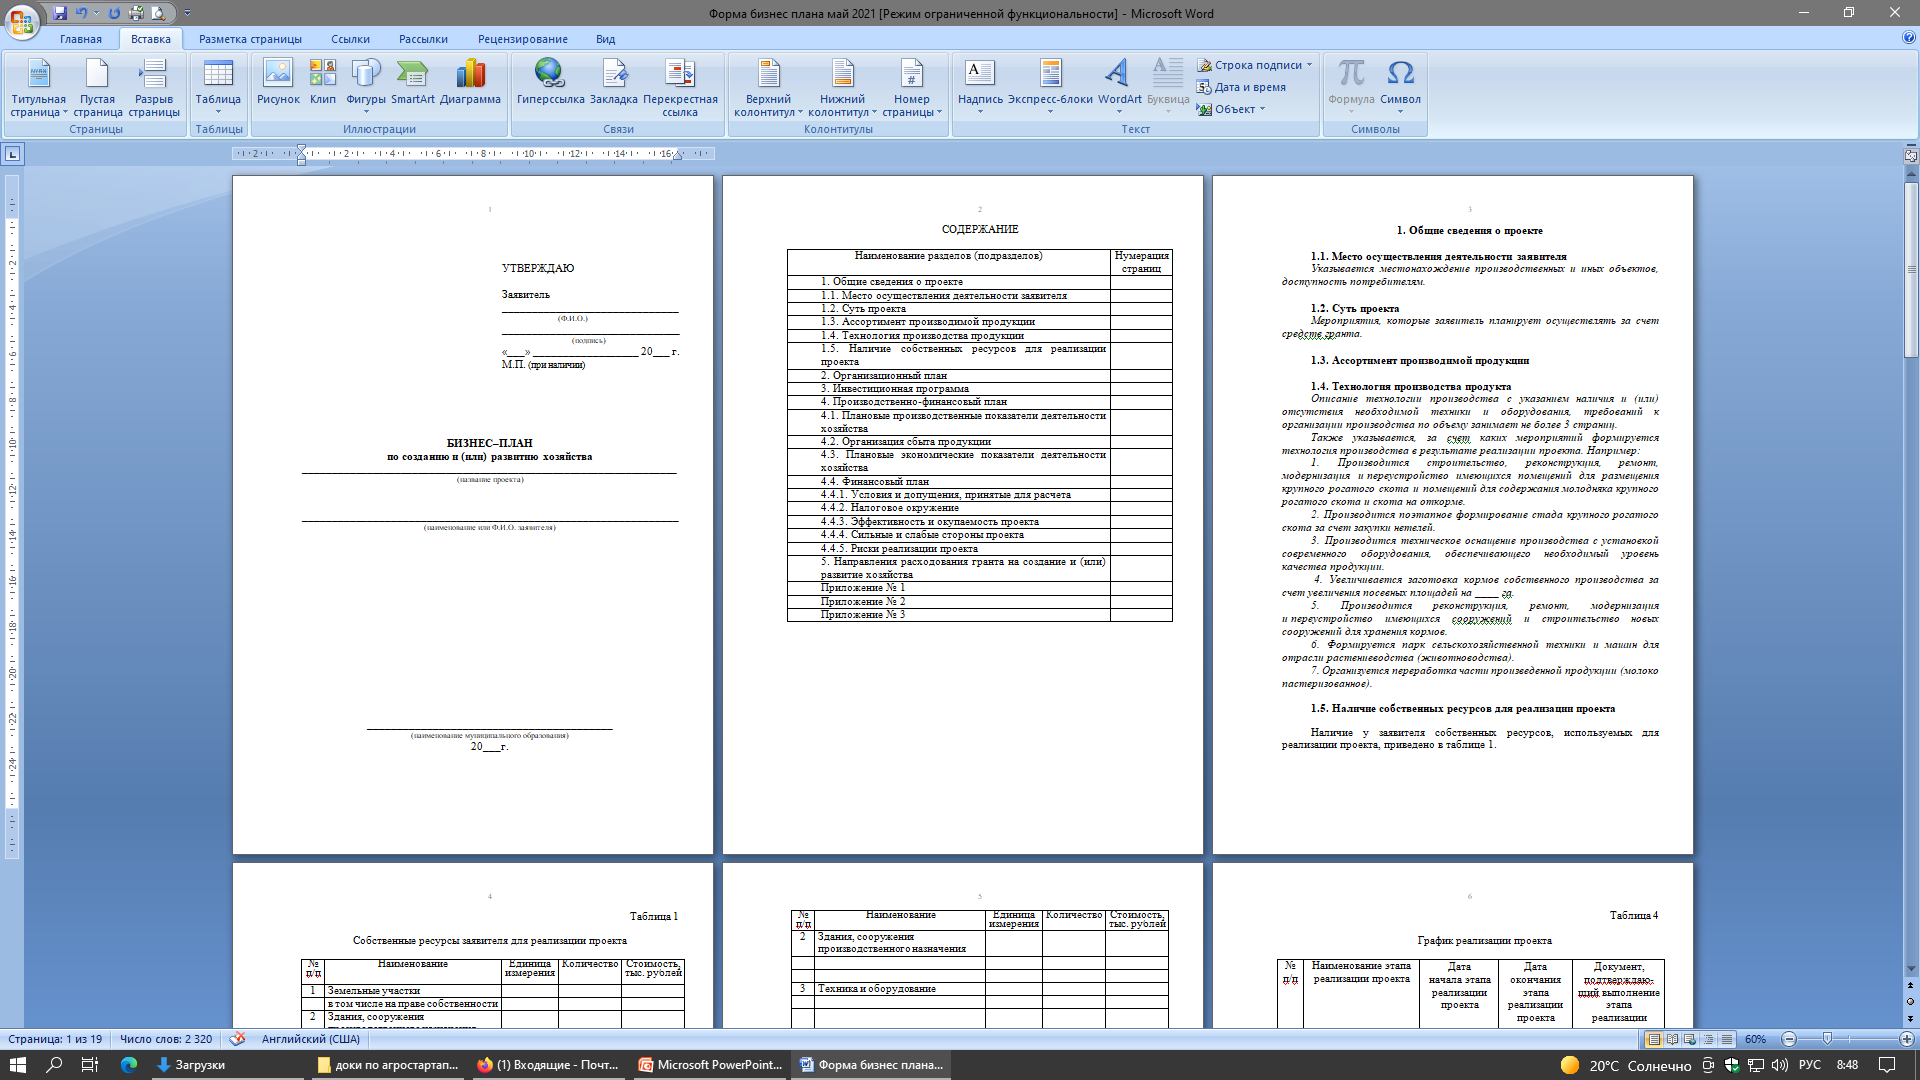 Форма бизнес плана май 2021 [Режим ограниченной функциональности] - Microsoft Word
Главная Вставка Разметка страницы Ссылки Рассылки Рецензирование Вид
Титульная страница
Пустая страница
Разрыв страницы
Таблица
Рисунок
Клип
Фигуры
SmartArt
Диаграмма
Гиперссылка
Закладка
Перекрестная ссылка
Верхний колонтитул
Нижний колонтитул
Номер страницы
Надпись
Экспресс-блоки
WordArt
Буквица
Строка подписи
Дата и время
Объект
Формула
Символ
Страницы Таблицы Иллюстрации Связи Колонтитулы Текст Символы
1
УТВЕРЖДАЮ
Заявитель
(Ф.И.О.)
(подпись)
«___» __________________ 20___ г.
М.П. (при наличии)
БИЗНЕС–ПЛАН
по созданию и (или) развитию хозяйства
(название проекта)
(наименование или Ф.И.О. заявителя)
(наименование муниципального образования)
20___г.
2
СОДЕРЖАНИЕ
Наименование разделов (подразделов) Нумерация страниц
1. Общие сведения о проекте
1.1. Место осуществления деятельности заявителя
1.2. Суть проекта
1.3. Ассортимент производимой продукции
1.4. Технология производства продукции
1.5. Наличие собственных ресурсов для реализации
проекта
2. Организационный план
3. Инвестиционная программа
4. Производственно-финансовый план
4.1. Плановые производственные показатели деятельности
хозяйства
4.2. Организация сбыта продукции
4.3. Плановые экономические показатели деятельности
хозяйства
4.4. Финансовый план
4.4.1. Условия и допущения, принятые для расчета
4.4.2. Налоговое окружение
4.4.3. Эффективность и окупаемость проекта
4.4.4. Сильные и слабые стороны проекта
4.4.5. Риски реализации проекта
5. Направления расходования гранта на создание и (или)
развитие хозяйства
Приложение № 1
Приложение № 2
Приложение № 3
3
1. Общие сведения о проекте
1.1. Место осуществления деятельности заявителя
Указывается местонахождение производственных и иных объектов,
доступность потребителям.
1.2. Суть проекта
Мероприятия, которые заявитель планирует осуществлять за счет
средств гранта.
1.3. Ассортимент производимой продукции
1.4. Технология производства продукта
Описание технологии производства с указанием наличия и (или)
отсутствия необходимой техники и оборудования, требований к
организации производства по объему занимает не более 3 страниц.
Также указывается, за счет каких мероприятий формируется
технология производства в результате реализации проекта. Например:
1. Производится строительство, реконструкция, ремонт,
модернизация и переустройство имеющихся помещений для размещения
крупного рогатого скота и помещений для содержания молодняка крупного
рогатого скота и скота на откорме.
2. Производится поэтапное формирование стада крупного рогатого
скота за счет закупки нетелей.
3. Производится техническое оснащение производства с установкой
современного оборудования, обеспечивающего необходимый уровень
качества продукции.
4. Увеличивается заготовка кормов собственного производства за
счет увеличения посевных площадей на ____ га.
5. Производится реконструкция, ремонт, модернизация
и переустройство имеющихся сооружений и строительство новых
сооружений для хранения кормов.
6. Формируется парк сельскохозяйственной техники и машин для
отрасли растениеводства (животноводства).
7. Организуется переработка части произведенной продукции (молоко
пастеризованное).
1.5. Наличие собственных ресурсов для реализации проекта
Наличие у заявителя собственных ресурсов, используемых для
реализации проекта, приведено в таблице 1.
4
Таблица 1
Собственные ресурсы заявителя для реализации проекта
№ п/п Наименование Единица измерения Количество Стоимость, тыс. рублей
1 Земельные участки
в том числе на праве собственности
2 Здания, сооружения
5
№ п/п Наименование Единица измерения Количество Стоимость, тыс. рублей
2 Здания, сооружения
производственного назначения
3 Техника и оборудование
6
Таблица 4
График реализации проекта
№ п/п Наименование этапа реализации проекта Дата начала этапа реализации проекта Дата окончания этапа реализации проекта Документ, подтверждаю-щий выполнение этапа реализации
Страница: 1 из 19 Число слов: 2 320 Английский (США) 60%
Загрузки доки по агростартап... (1) Входящие - Почт... Microsoft PowerPoint... Форма бизнес плана... 20°C Солнечно РУС 8:48